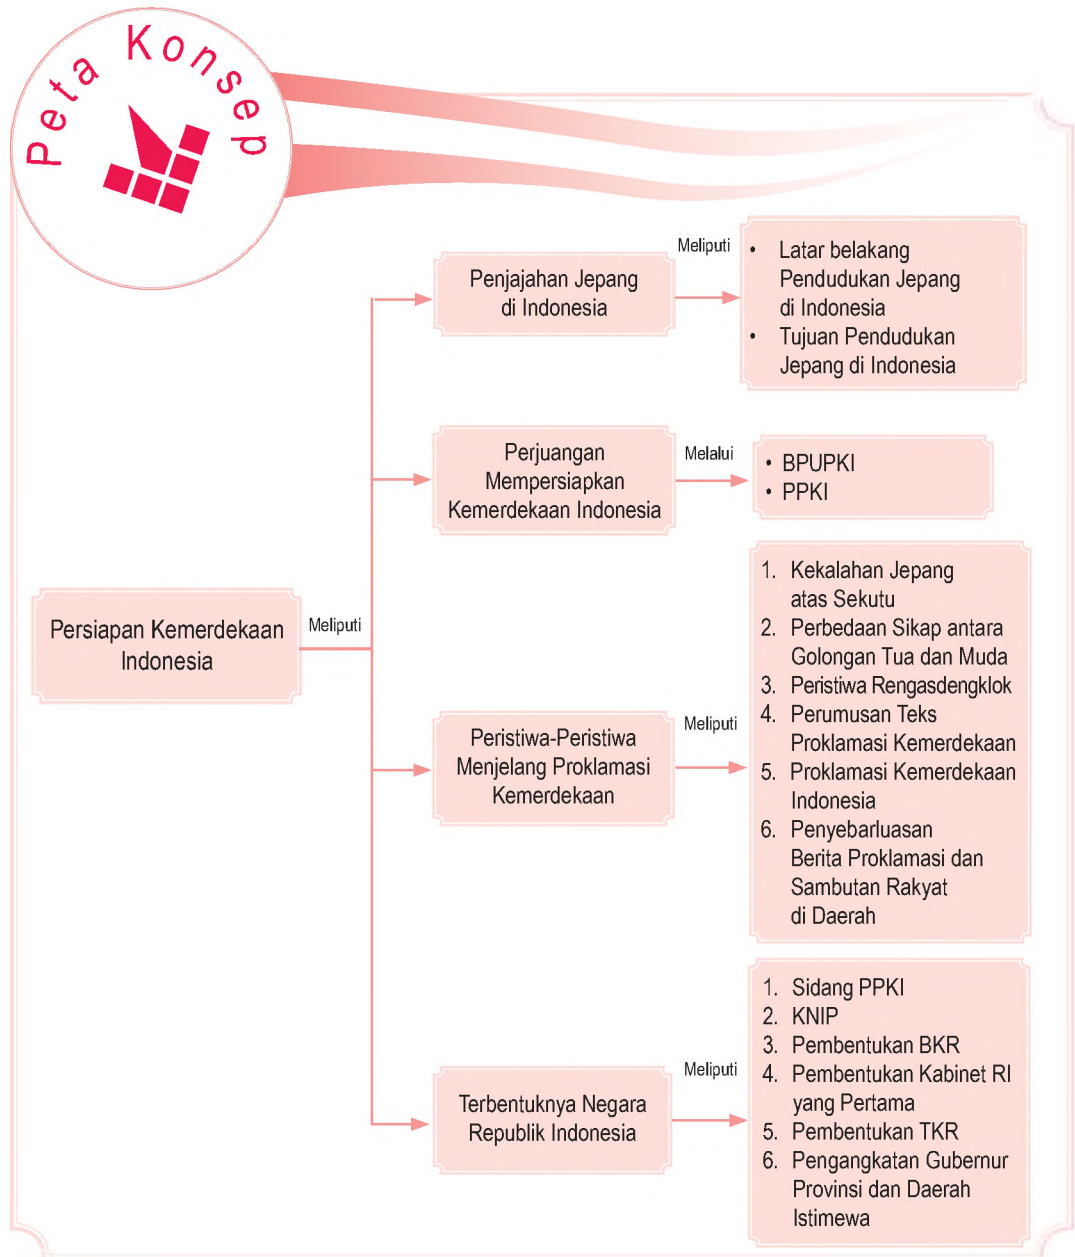 Peta Konsep
Meliputi
Penjajahan Jepang
di Indonesia
• Latar belakang
Pendudukan Jepang
di Indonesia
• Tujuan Pendudukan
Jepang di Indonesia
Perjuangan
Mempersiapkan
Kemerdekaan Indonesia
Melalui
• BPUPKI
• PPKI
Persiapan Kemerdekaan
Indonesia
Meliputi
Peristiwa-Peristiwa
Menjelang Proklamasi
Kemerdekaan
Meliputi
1. Kekalahan Jepang
atas Sekutu
2. Perbedaan Sikap antara
Golongan Tua dan Muda
3. Peristiwa Rengasdengklok
4. Perumusan Teks
Proklamasi Kemerdekaan
5. Proklamasi Kemerdekaan
Indonesia
6. Penyebarluasan
Berita Proklamasi dan
Sambutan Rakyat
di Daerah
Terbentuknya Negara
Republik Indonesia
Meliputi
1. Sidang PPKI
2. KNIP
3. Pembentukan BKR
4. Pembentukan Kabinet RI
yang Pertama
5. Pembentukan TKR
6. Pengangkatan Gubernur
Provinsi dan Daerah
Istimewa